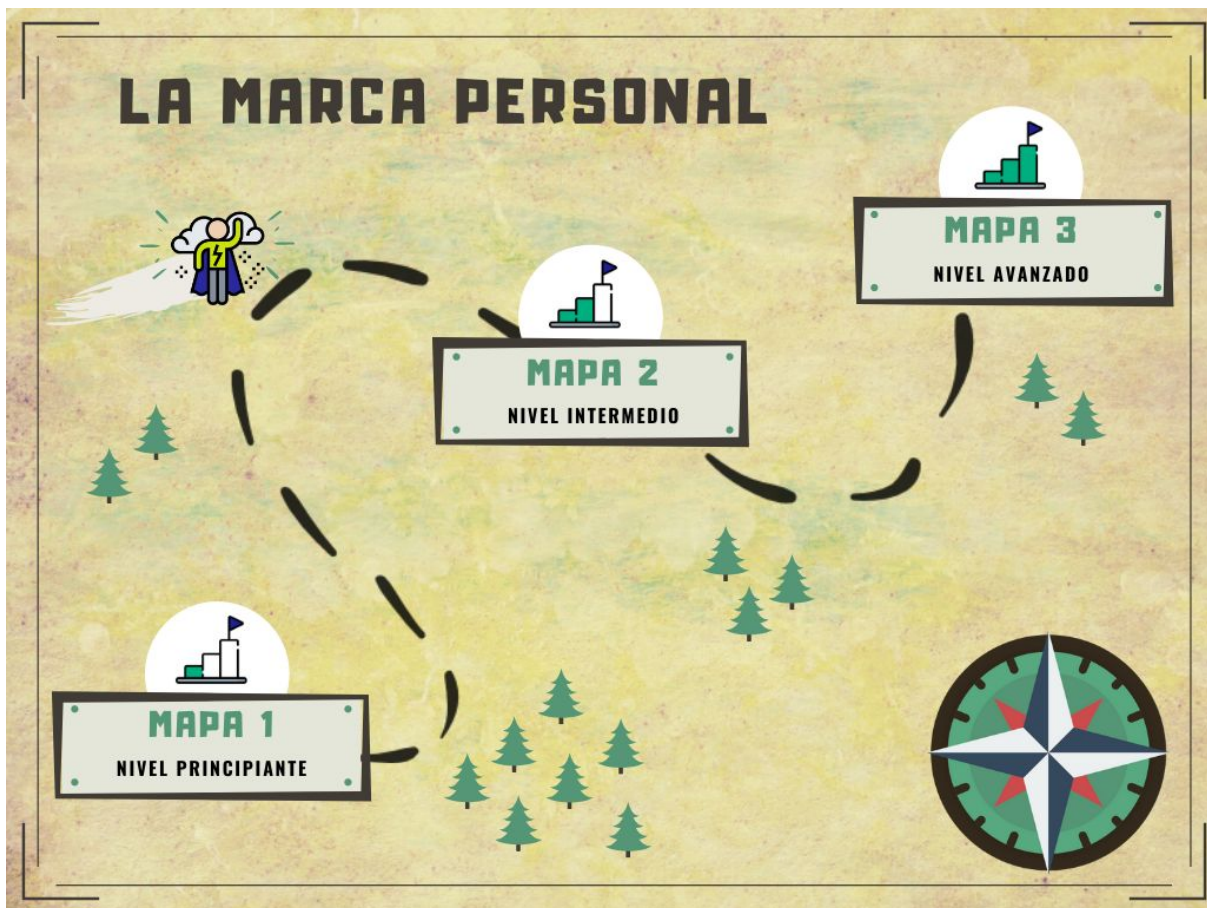 LA MARCA PERSONAL
MAPA 3
NIVEL AVANZADO
MAPA 2
NIVEL INTERMEDIO
MAPA 1
NIVEL PRINCIPIANTE